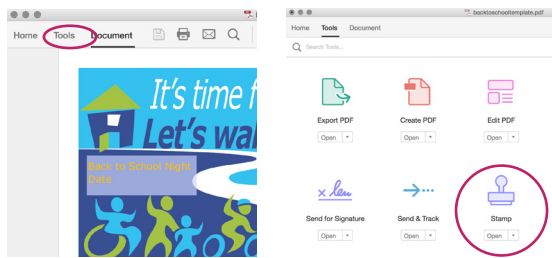 Home Tools Document
It's time f
Let's wal
Back to School Night
Date
backtoschooltemplate.pdf
Home Tools Document
Search Tools...
Export PDF Create PDF Edit PDF
Open Open Open
Send for Signature Send & Track Stamp
Open Open Open